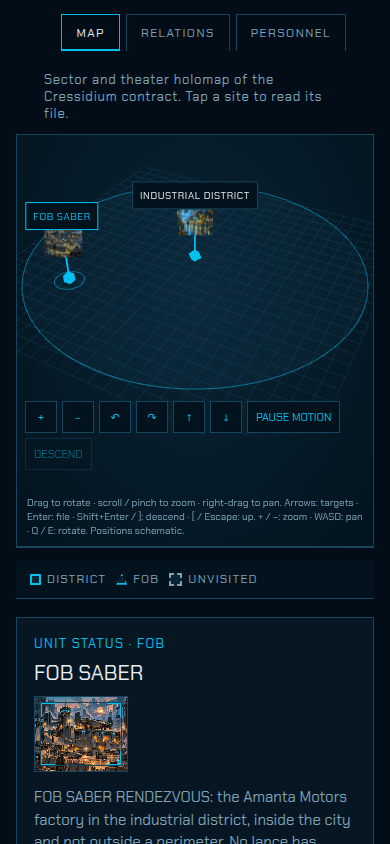 MAP
RELATIONS
PERSONNEL
Sector and theater holomap of the
Cressidium contract. Tap a site to read its
file.
INDUSTRIAL DISTRICT
FOB SABER
+
−
↶
↷
↑
↓
PAUSE MOTION
DESCEND
Drag to rotate · scroll / pinch to zoom · right-drag to pan. Arrows: targets ·
Enter: file · Shift+Enter / ]: descend · [ / Escape: up. + / −: zoom · WASD: pan
· Q / E: rotate. Positions schematic.
DISTRICT
FOB
UNVISITED
UNIT STATUS · FOB
FOB SABER
FOB SABER RENDEZVOUS: the Amanta Motors
factory in the industrial district, inside the city
and not outside a perimeter. No lance has